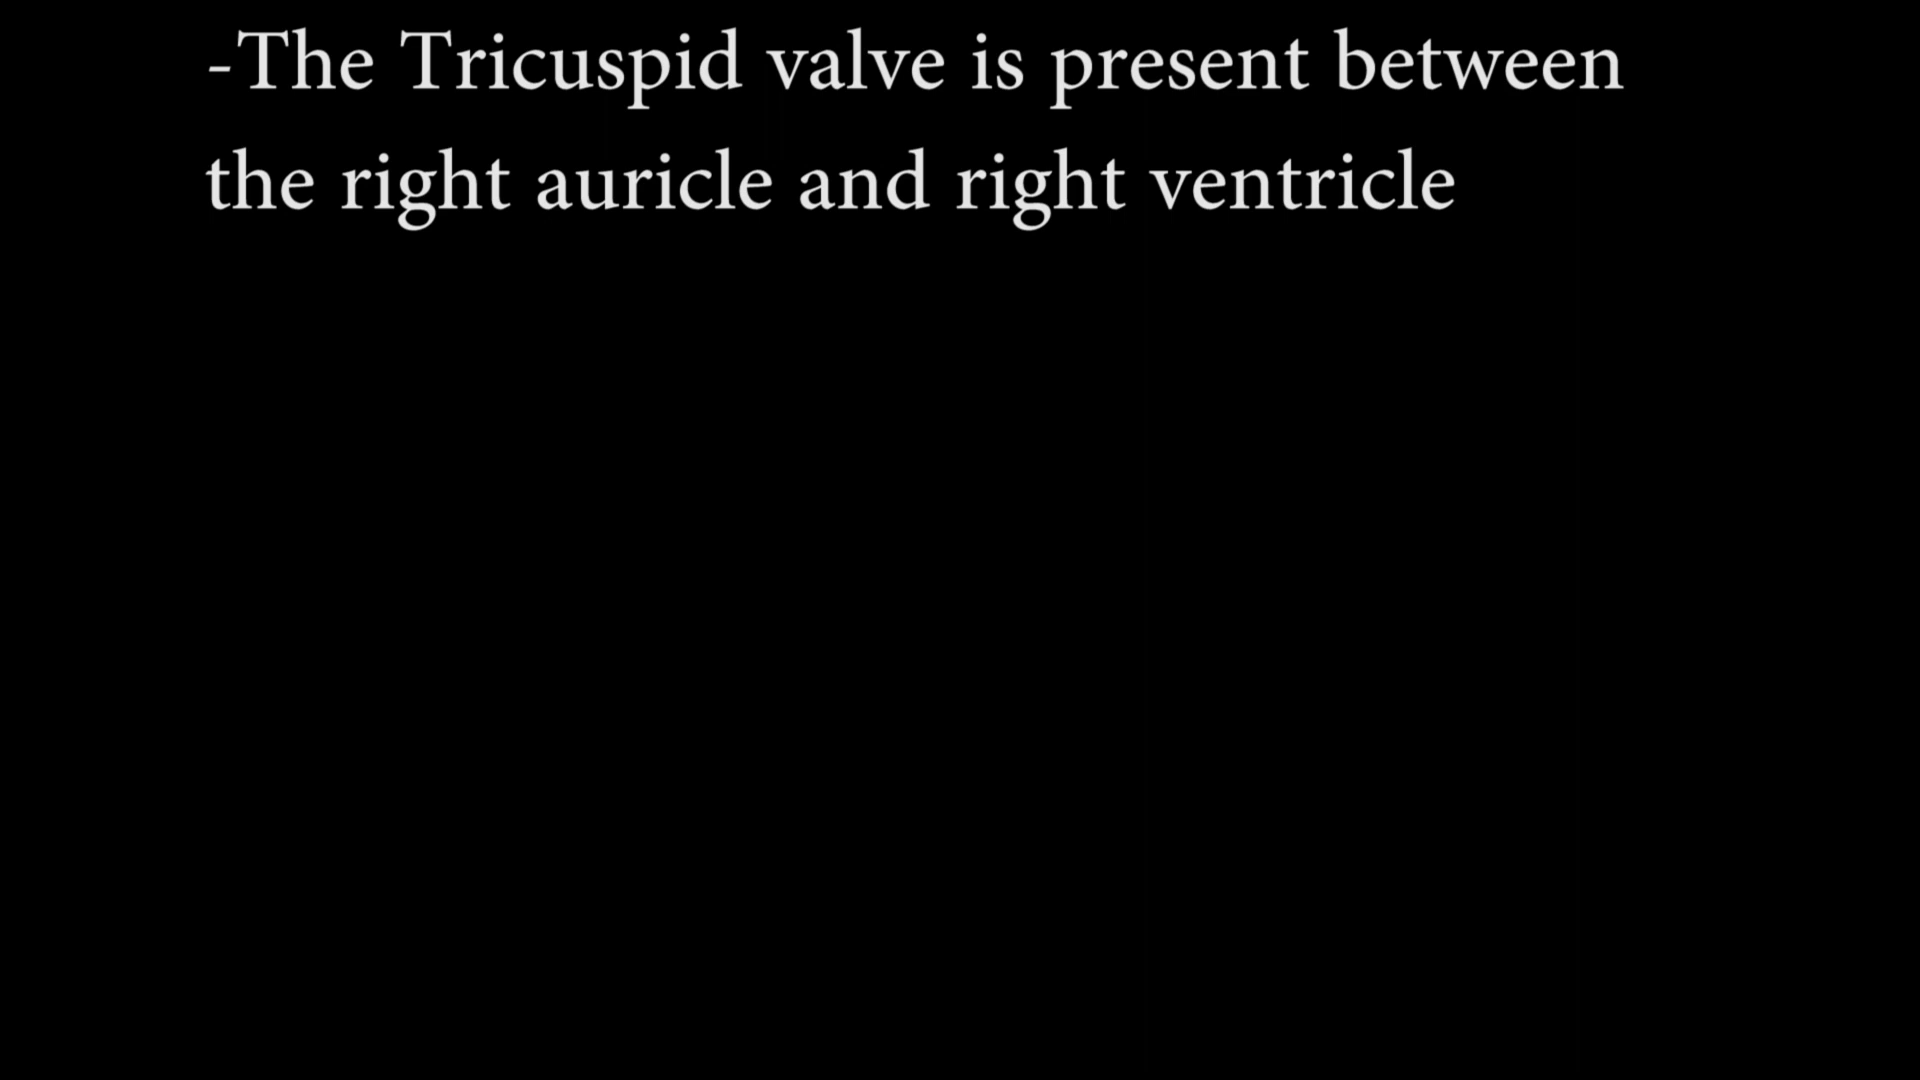 -The Tricuspid valve is present between
the right auricle and right ventricle